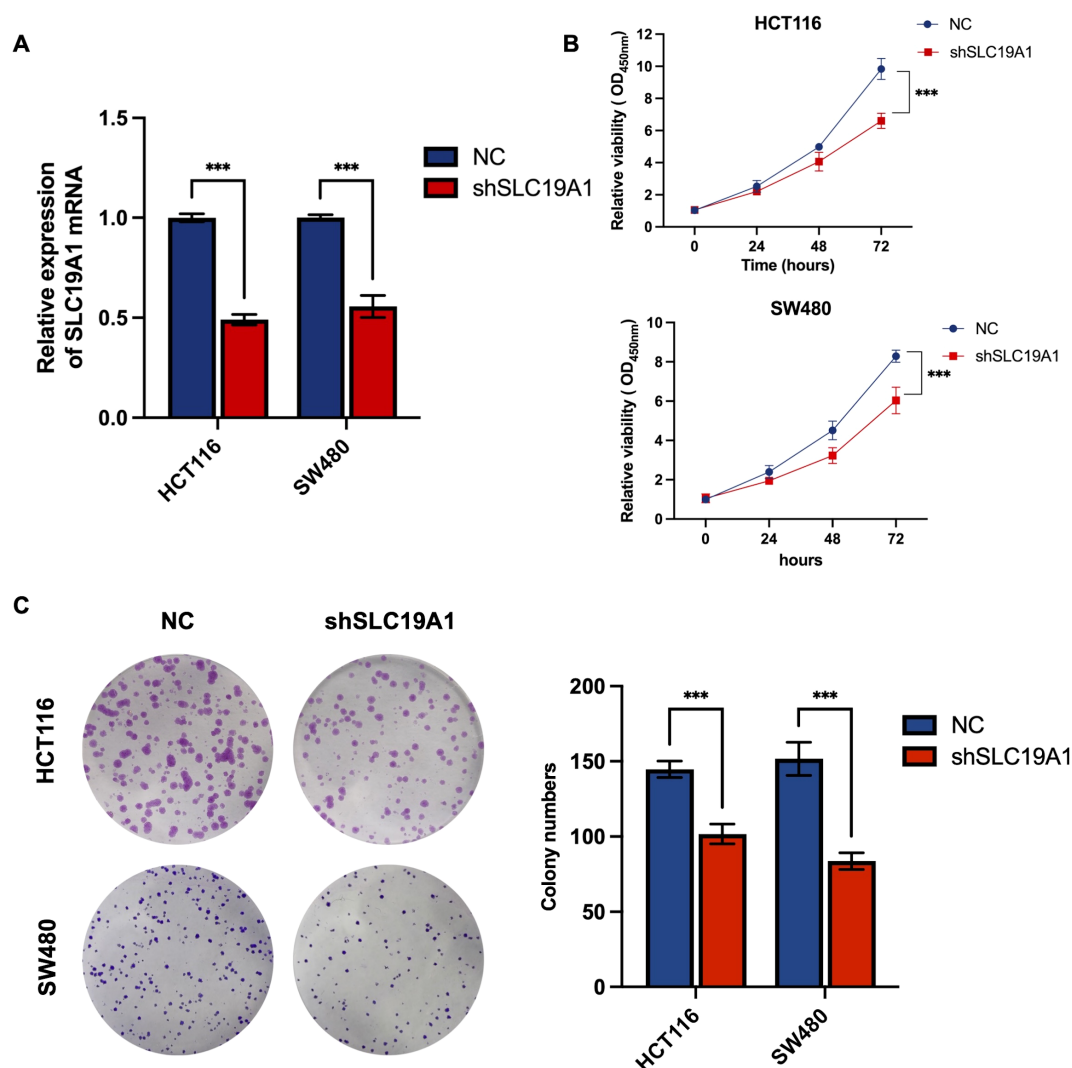 A
Relative expression
of SLC19A1 mRNA
1.5
1.0
0.5
0.0
***
***
NC
shSLC19A1
HCT116
SW480
B
HCT116
NC
shSLC19A1
***
Relative viability ( OD450nm)
12
10
8
6
4
2
0
0 24 48 72
Time (hours)
SW480
NC
shSLC19A1
***
Relative viability ( OD450nm)
10
8
6
4
2
0
0 24 48 72
hours
C
NC shSLC19A1
HCT116
SW480
Colony numbers
200
150
100
50
0
***
***
NC
shSLC19A1
HCT116
SW480